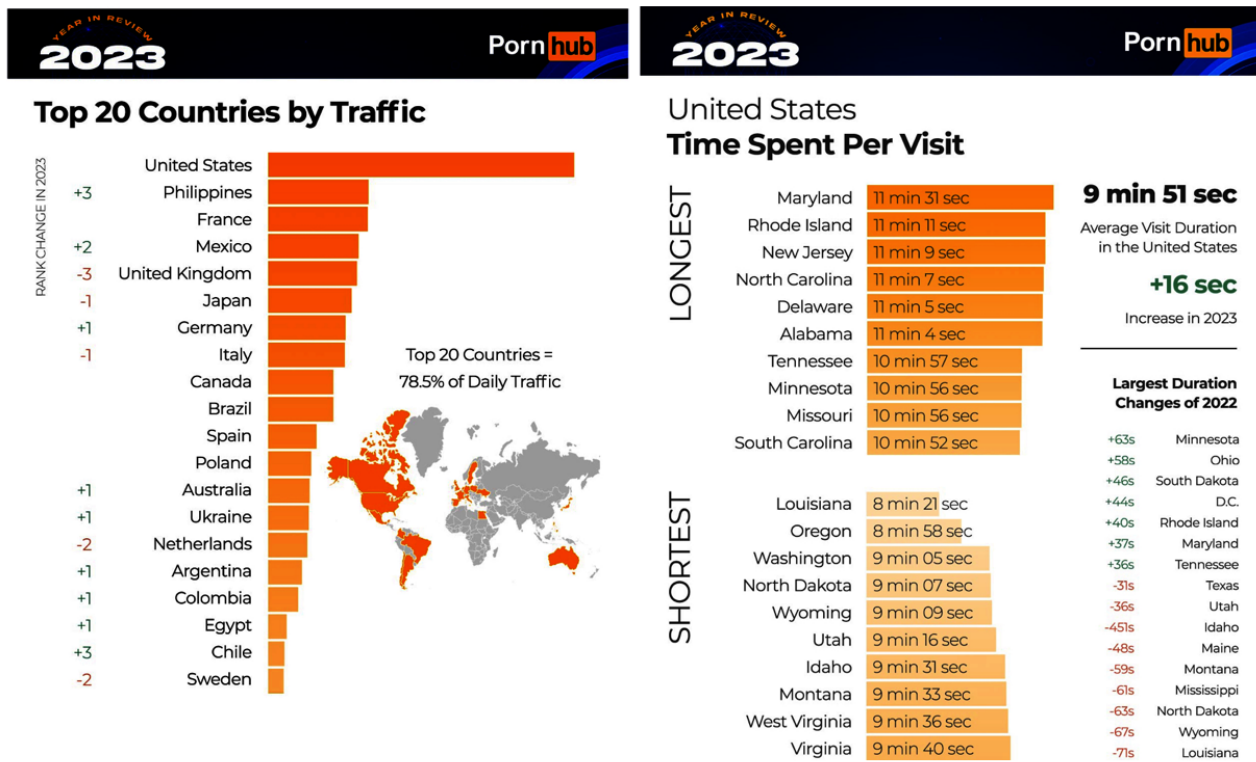 YEAR IN REVIEW
2023
Pornhub
Top 20 Countries by Traffic
RANK CHANGE IN 2023
United States
+3 Philippines
France
+2 Mexico
-3 United Kingdom
-1 Japan
+1 Germany
-1 Italy
Canada
Brazil
Spain
Poland
+1 Australia
+1 Ukraine
-2 Netherlands
+1 Argentina
+1 Colombia
+1 Egypt
+3 Chile
-2 Sweden
Top 20 Countries =
78.5% of Daily Traffic
YEAR IN REVIEW
2023
Pornhub
United States
Time Spent Per Visit
LONGEST
Maryland 11 min 31 sec
Rhode Island 11 min 11 sec
New Jersey 11 min 9 sec
North Carolina 11 min 7 sec
Delaware 11 min 5 sec
Alabama 11 min 4 sec
Tennessee 10 min 57 sec
Minnesota 10 min 56 sec
Missouri 10 min 56 sec
South Carolina 10 min 52 sec
SHORTEST
Louisiana 8 min 21 sec
Oregon 8 min 58 sec
Washington 9 min 05 sec
North Dakota 9 min 07 sec
Wyoming 9 min 09 sec
Utah 9 min 16 sec
Idaho 9 min 31 sec
Montana 9 min 33 sec
West Virginia 9 min 36 sec
Virginia 9 min 40 sec
9 min 51 sec
Average Visit Duration
in the United States
+16 sec
Increase in 2023
Largest Duration
Changes of 2022
+63s Minnesota
+58s Ohio
+46s South Dakota
+44s D.C.
+40s Rhode Island
+37s Maryland
+36s Tennessee
-31s Texas
-36s Utah
-451s Idaho
-48s Maine
-59s Montana
-61s Mississippi
-63s North Dakota
-67s Wyoming
-71s Louisiana